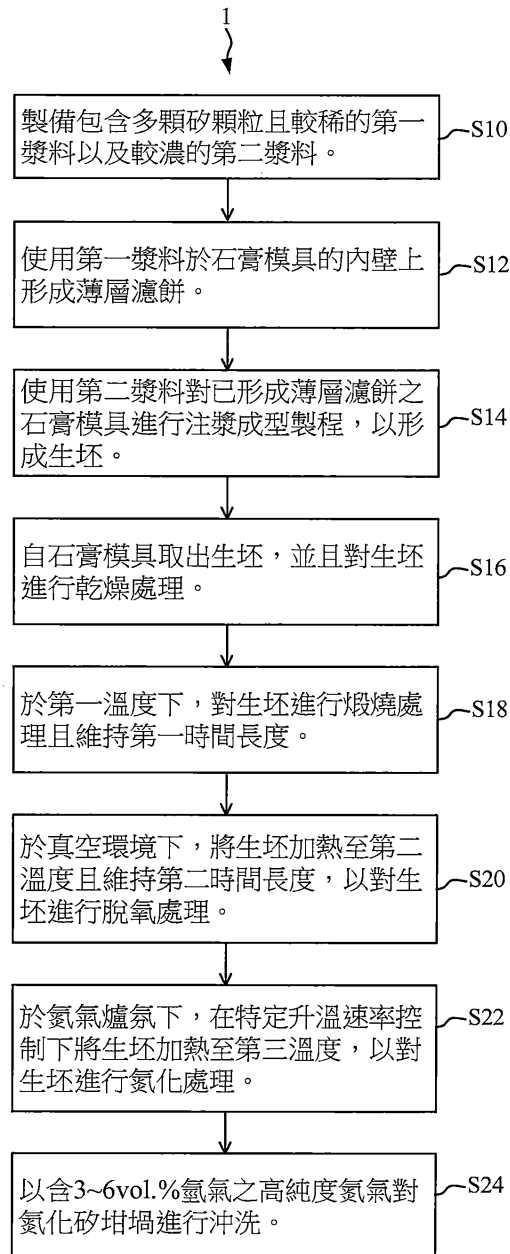 1
製備包含多顆矽顆粒且較稀的第一
漿料以及較濃的第二漿料。
S10
使用第一漿料於石膏模具的內壁上
形成薄層濾餅。
S12
使用第二漿料對已形成薄層濾餅之
石膏模具進行注漿成型製程，以形
成生坯。
S14
自石膏模具取出生坯，並且對生坯
進行乾燥處理。
S16
於第一溫度下，對生坯進行煅燒處
理且維持第一時間長度。
S18
於真空環境下，將生坯加熱至第二
溫度且維持第二時間長度，以對生
坯進行脫氧處理。
S20
於氮氣爐氛下，在特定升溫速率控
制下將生坯加熱至第三溫度，以對
生坯進行氮化處理。
S22
以含3~6vol.%氫氣之高純度氮氣對
氮化矽坩堝進行沖洗。
S24